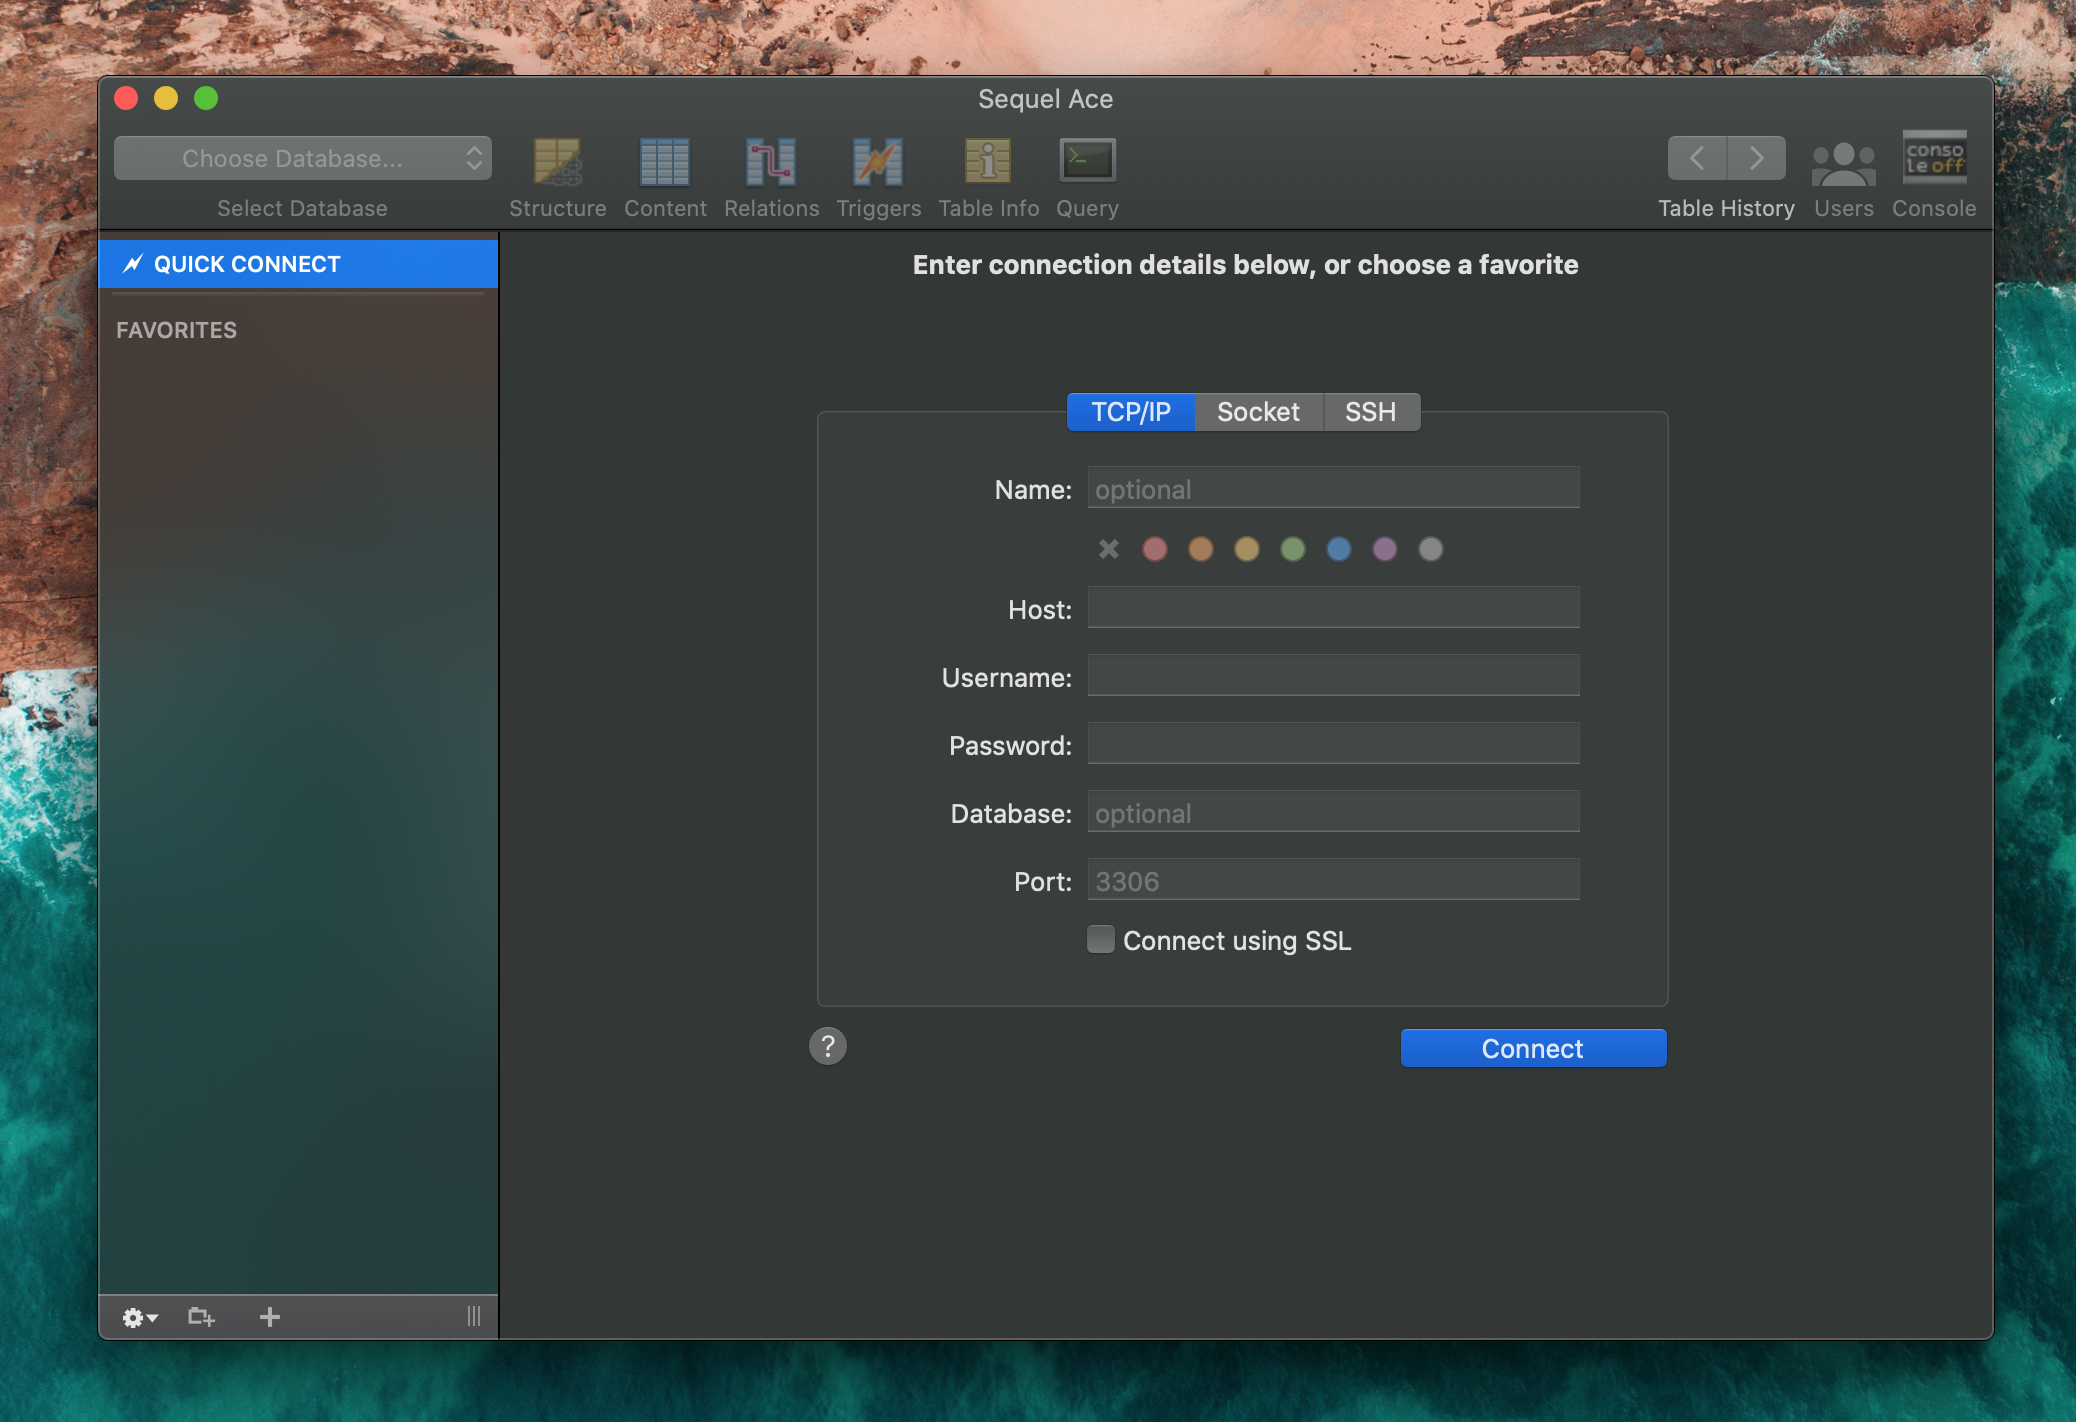 Sequel Ace
Choose Database...
Select Database
Structure
Content
Relations
Triggers
Table Info
Query
Table History
Users
conso
le off
Console
QUICK CONNECT
FAVORITES
Enter connection details below, or choose a favorite
TCP/IP
Socket
SSH
Name: optional
Host:
Username:
Password:
Database: optional
Port: 3306
Connect using SSL
?
Connect